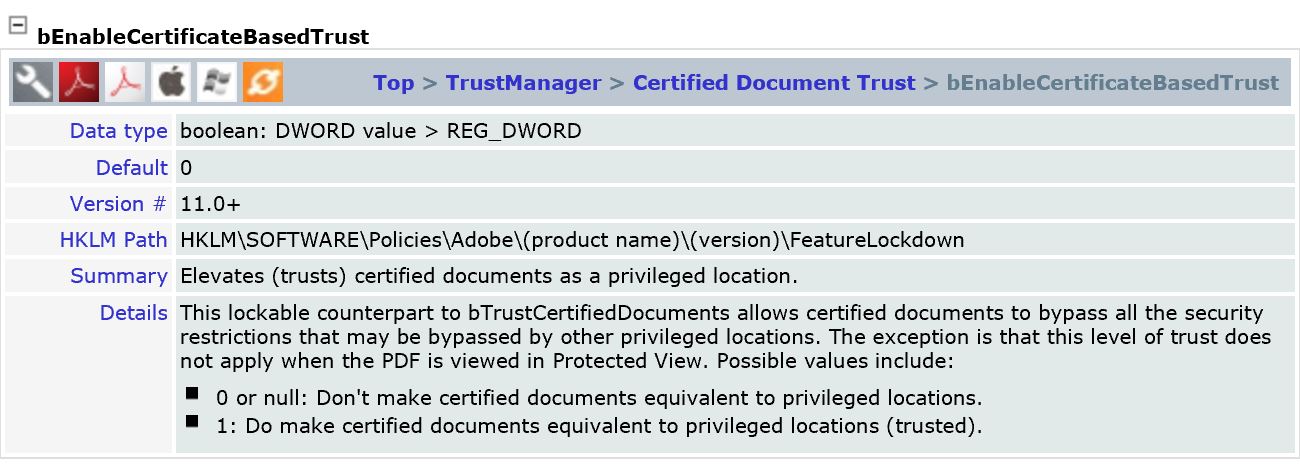 bEnableCertificateBasedTrust
Top > TrustManager > Certified Document Trust > bEnableCertificateBasedTrust
Data type boolean: DWORD value > REG_DWORD
Default 0
Version # 11.0+
HKLM Path HKLM\SOFTWARE\Policies\Adobe\(product name)\(version)\FeatureLockdown
Summary Elevates (trusts) certified documents as a privileged location.
Details This lockable counterpart to bTrustCertifiedDocuments allows certified documents to bypass all the security
restrictions that may be bypassed by other privileged locations. The exception is that this level of trust does
not apply when the PDF is viewed in Protected View. Possible values include:
0 or null: Don't make certified documents equivalent to privileged locations.
1: Do make certified documents equivalent to privileged locations (trusted).